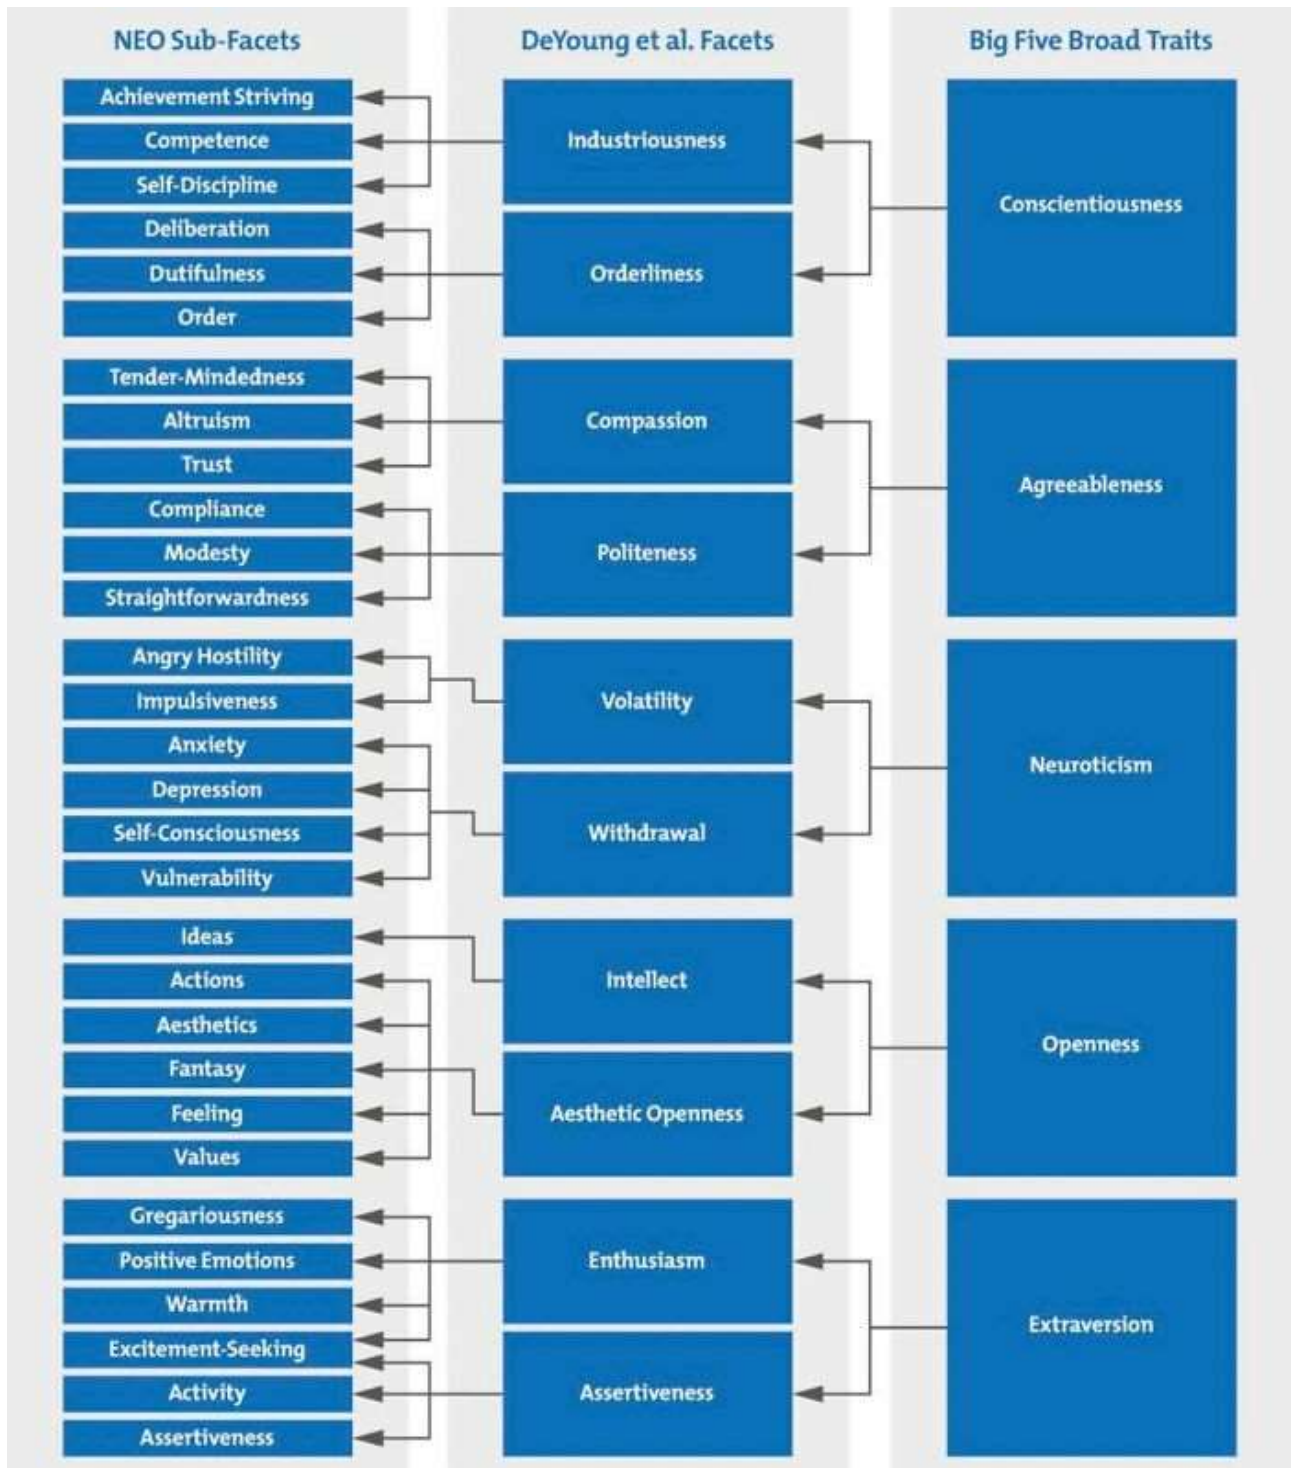 NEO Sub-Facets
DeYoung et al. Facets
Big Five Broad Traits
Achievement Striving
Competence
Self-Discipline
Deliberation
Dutifulness
Order
Industriousness
Orderliness
Conscientiousness
Tender-Mindedness
Altruism
Trust
Compliance
Modesty
Straightforwardness
Compassion
Politeness
Agreeableness
Angry Hostility
Impulsiveness
Anxiety
Depression
Self-Consciousness
Vulnerability
Volatility
Withdrawal
Neuroticism
Ideas
Actions
Aesthetics
Fantasy
Feeling
Values
Intellect
Aesthetic Openness
Openness
Gregariousness
Positive Emotions
Warmth
Excitement-Seeking
Activity
Assertiveness
Enthusiasm
Assertiveness
Extraversion